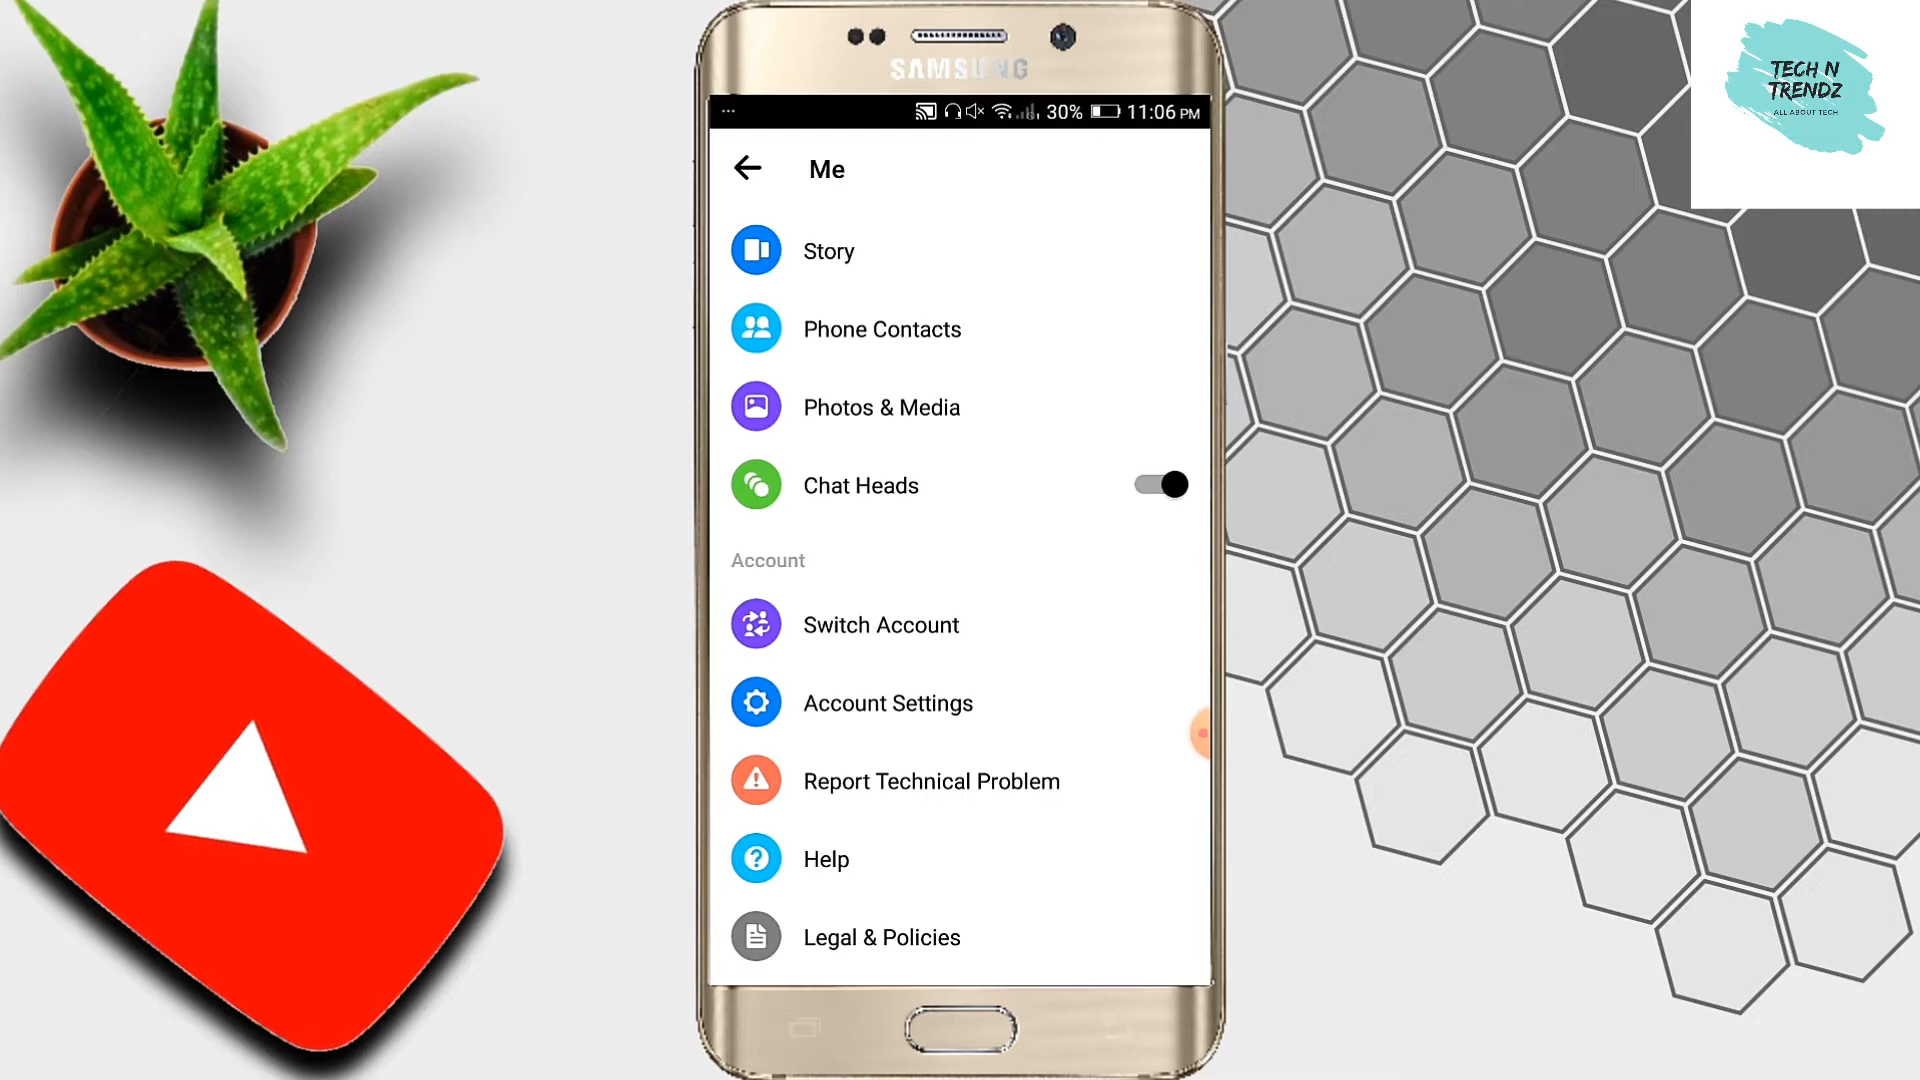 SAMSUNG
30% 11:06 PM
Me
Story
Phone Contacts
Photos & Media
Chat Heads
Account
Switch Account
Account Settings
Report Technical Problem
Help
Legal & Policies
TECH N
TRENDZ
ALL ABOUT TECH